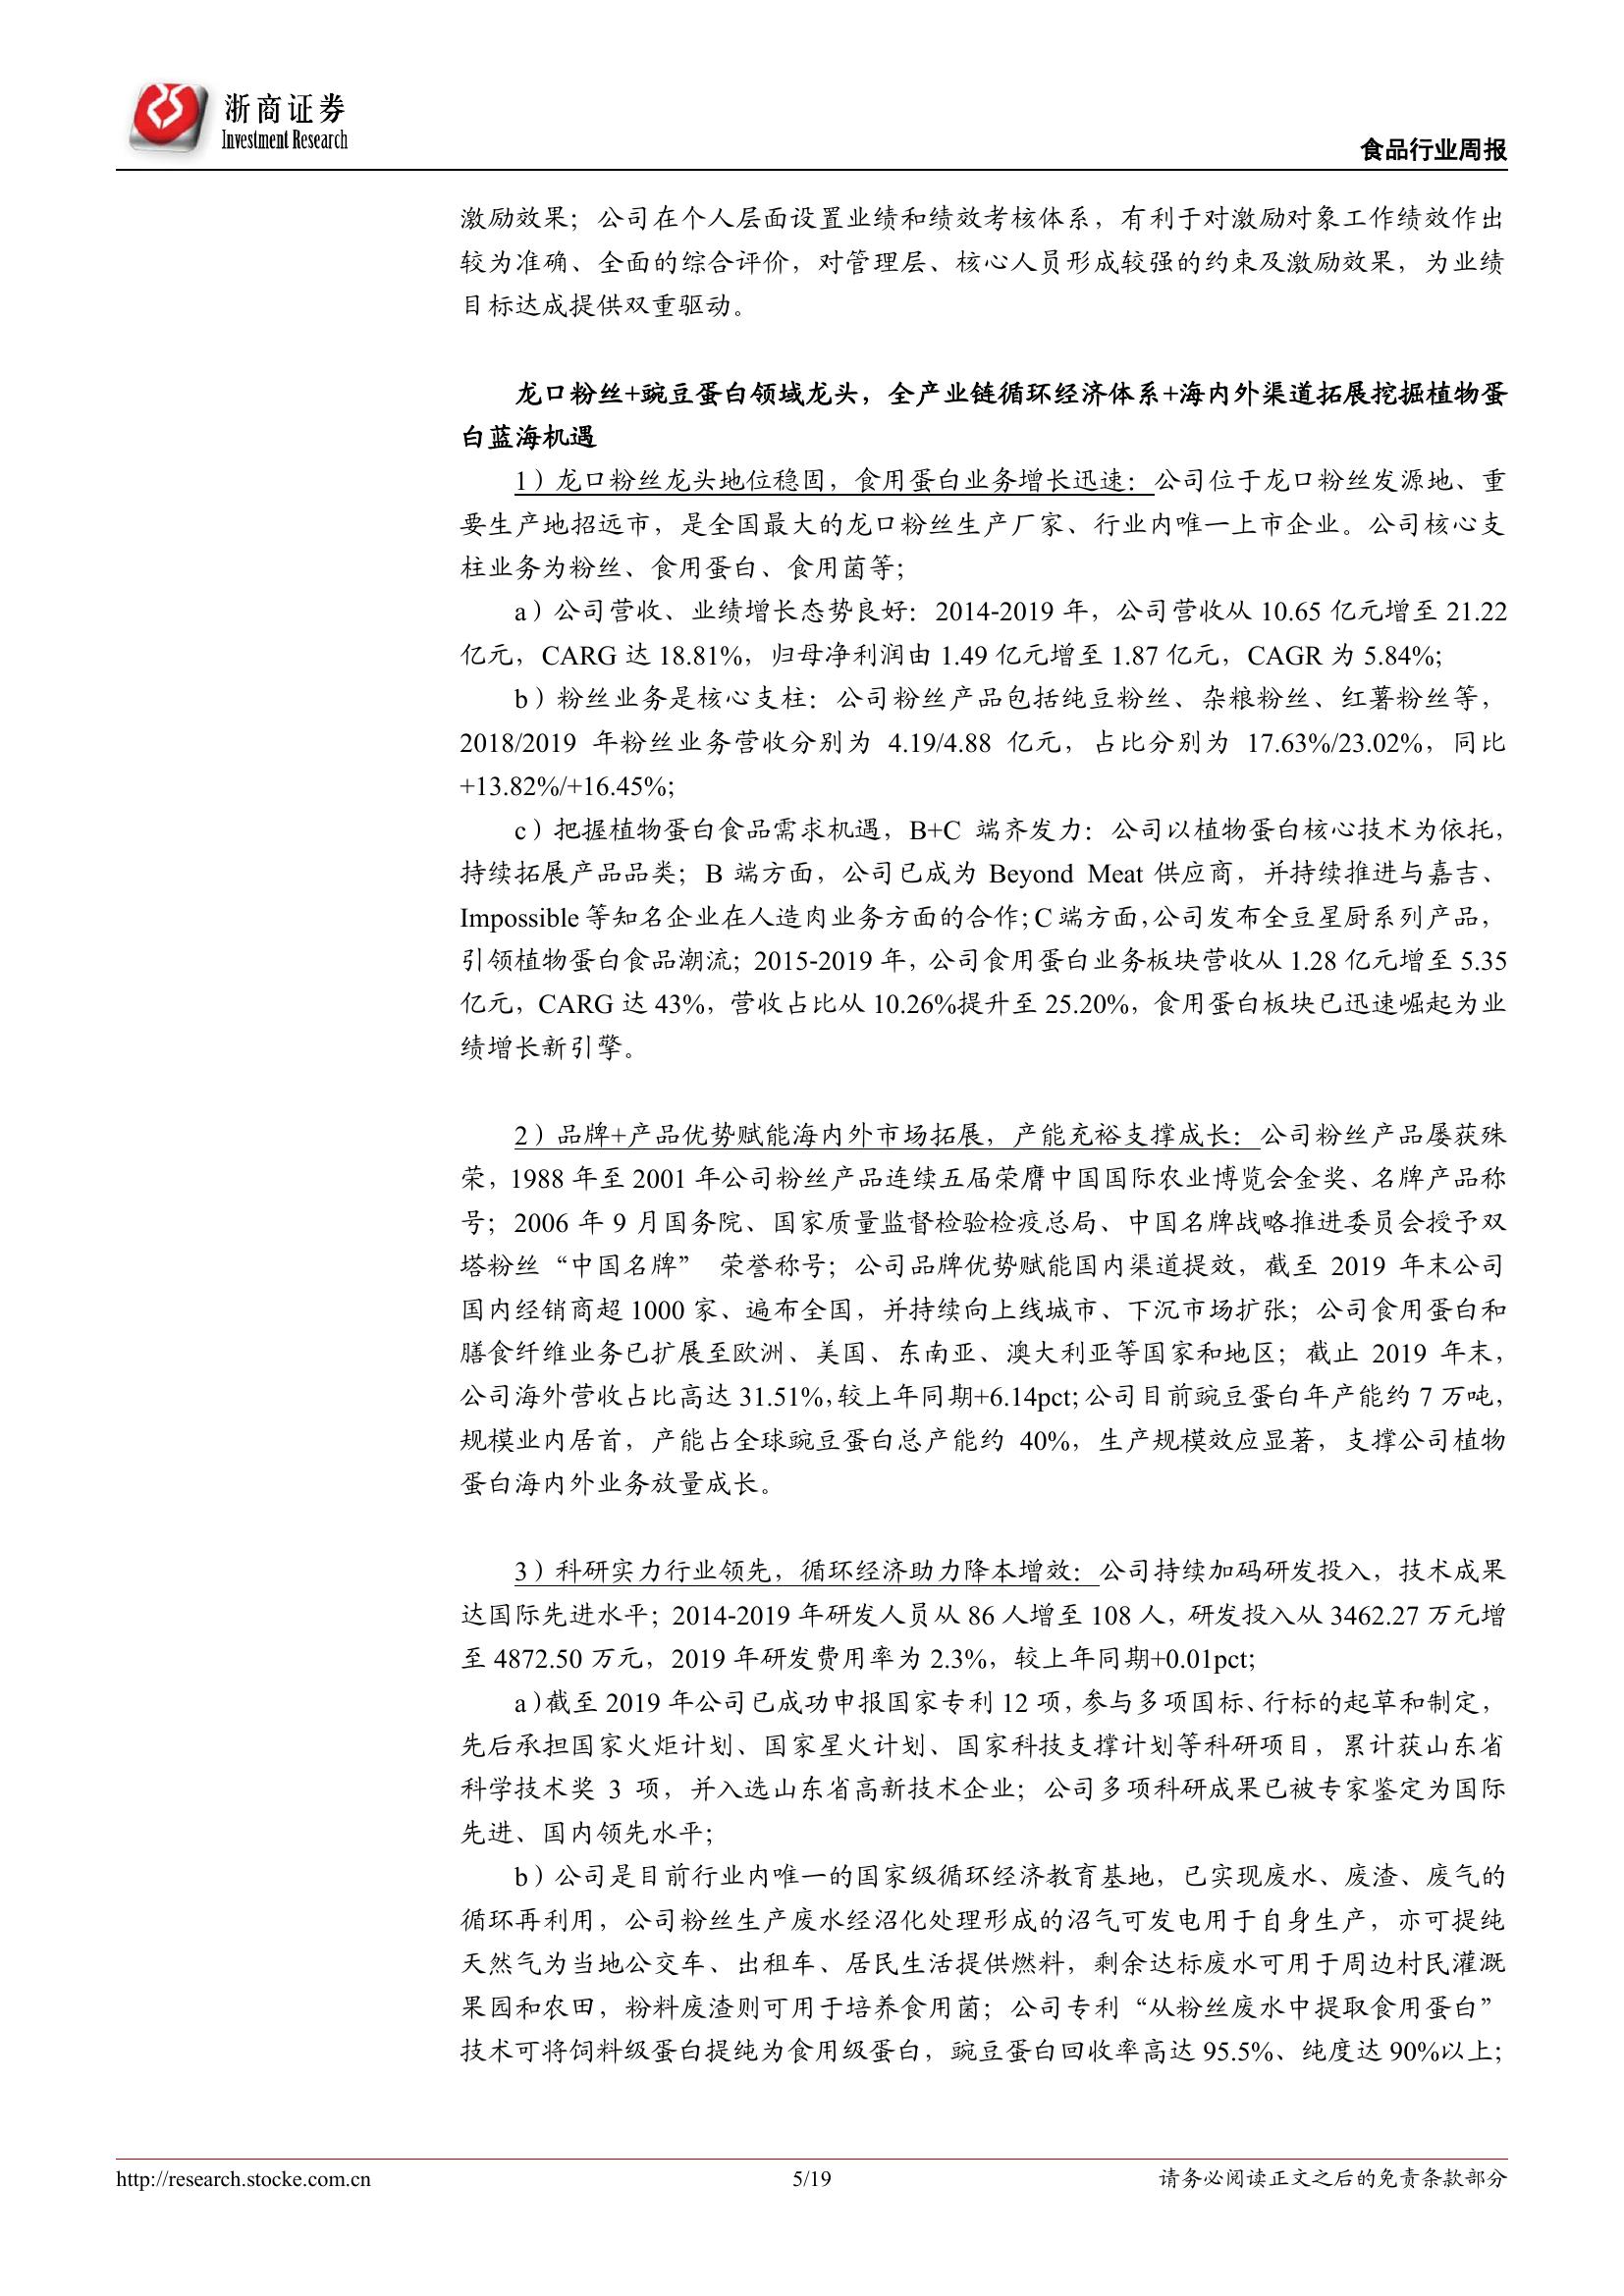 浙商证券
Investment Research
食品行业周报
激励效果；公司在个人层面设置业绩和绩效考核体系，有利于对激励对象工作绩效作出
较为准确、全面的综合评价，对管理层、核心人员形成较强的约束及激励效果，为业绩
目标达成提供双重驱动。
龙口粉丝+豌豆蛋白领域龙头，全产业链循环经济体系+海内外渠道拓展挖掘植物蛋
白蓝海机遇
1）龙口粉丝龙头地位稳固，食用蛋白业务增长迅速：公司位于龙口粉丝发源地、重
要生产地招远市，是全国最大的龙口粉丝生产厂家、行业内唯一上市企业。公司核心支
柱业务为粉丝、食用蛋白、食用菌等；
a）公司营收、业绩增长态势良好：2014-2019 年，公司营收从 10.65 亿元增至 21.22
亿元，CARG 达 18.81%，归母净利润由 1.49 亿元增至 1.87 亿元，CAGR 为 5.84%；
b）粉丝业务是核心支柱：公司粉丝产品包括纯豆粉丝、杂粮粉丝、红薯粉丝等，
2018/2019 年粉丝业务营收分别为 4.19/4.88 亿元，占比分别为 17.63%/23.02%，同比
+13.82%/+16.45%；
c）把握植物蛋白食品需求机遇，B+C 端齐发力：公司以植物蛋白核心技术为依托，
持续拓展产品品类；B 端方面，公司已成为 Beyond Meat 供应商，并持续推进与嘉吉、
Impossible 等知名企业在人造肉业务方面的合作；C 端方面，公司发布全豆星厨系列产品，
引领植物蛋白食品潮流；2015-2019 年，公司食用蛋白业务板块营收从 1.28 亿元增至 5.35
亿元，CARG 达 43%，营收占比从 10.26%提升至 25.20%，食用蛋白板块已迅速崛起为业
绩增长新引擎。
2）品牌+产品优势赋能海内外市场拓展，产能充裕支撑成长：公司粉丝产品屡获殊
荣，1988 年至 2001 年公司粉丝产品连续五届荣膺中国国际农业博览会金奖、名牌产品称
号；2006 年 9 月国务院、国家质量监督检验检疫总局、中国名牌战略推进委员会授予双
塔粉丝“中国名牌” 荣誉称号；公司品牌优势赋能国内渠道提效，截至 2019 年末公司
国内经销商超 1000 家、遍布全国，并持续向上线城市、下沉市场扩张；公司食用蛋白和
膳食纤维业务已扩展至欧洲、美国、东南亚、澳大利亚等国家和地区；截止 2019 年末，
公司海外营收占比高达 31.51%，较上年同期+6.14pct；公司目前豌豆蛋白年产能约 7 万吨，
规模业内居首，产能占全球豌豆蛋白总产能约 40%，生产规模效应显著，支撑公司植物
蛋白海内外业务放量成长。
3）科研实力行业领先，循环经济助力降本增效：公司持续加码研发投入，技术成果
达国际先进水平；2014-2019 年研发人员从 86 人增至 108 人，研发投入从 3462.27 万元增
至 4872.50 万元，2019 年研发费用率为 2.3%，较上年同期+0.01pct；
a）截至 2019 年公司已成功申报国家专利 12 项，参与多项国标、行标的起草和制定，
先后承担国家火炬计划、国家星火计划、国家科技支撑计划等科研项目，累计获山东省
科学技术奖 3 项，并入选山东省高新技术企业；公司多项科研成果已被专家鉴定为国际
先进、国内领先水平；
b）公司是目前行业内唯一的国家级循环经济教育基地，已实现废水、废渣、废气的
循环再利用，公司粉丝生产废水经沼化处理形成的沼气可发电用于自身生产，亦可提纯
天然气为当地公交车、出租车、居民生活提供燃料，剩余达标废水可用于周边村民灌溉
果园和农田，粉料废渣则可用于培养食用菌；公司专利“从粉丝废水中提取食用蛋白”
技术可将饲料级蛋白提纯为食用级蛋白，豌豆蛋白回收率高达 95.5%、纯度达 90%以上；
http://research.stocke.com.cn
5/19
请务必阅读正文之后的免责条款部分